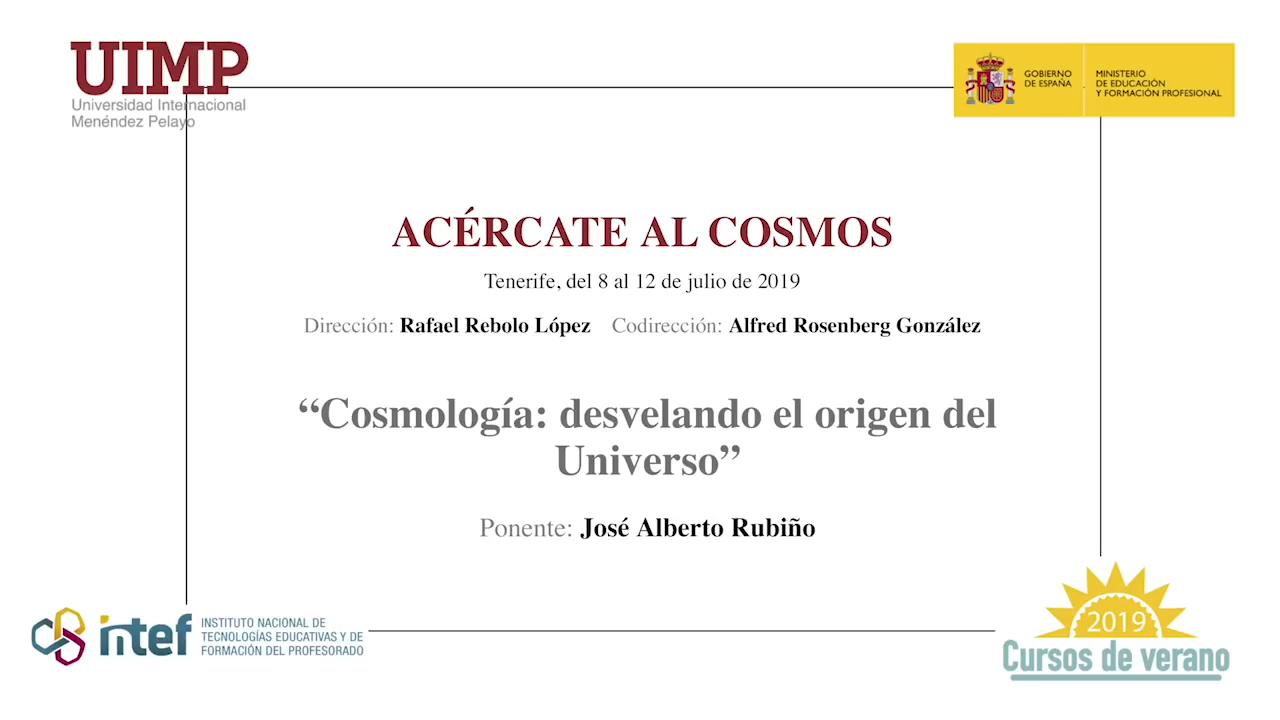 UIMP
Universidad Internacional
Menéndez Pelayo
GOBIERNO
DE ESPAÑA
MINISTERIO
DE EDUCACIÓN
Y FORMACIÓN PROFESIONAL
ACÉRCATE AL COSMOS
Tenerife, del 8 al 12 de julio de 2019
Dirección: Rafael Rebolo López Codirección: Alfred Rosenberg González
“Cosmología: desvelando el origen del
Universo”
Ponente: José Alberto Rubiño
intef
INSTITUTO NACIONAL DE
TECNOLOGÍAS EDUCATIVAS Y DE
FORMACIÓN DEL PROFESORADO
2019
Cursos de verano